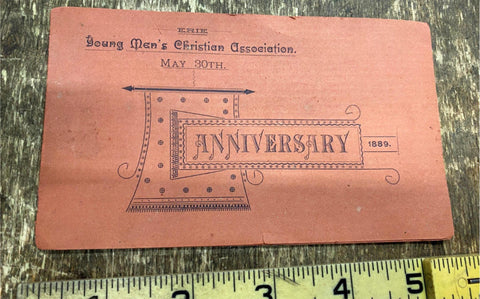 ERIE
Young Men's Christian Association.
MAY 30TH.
ANNIVERSARY
1889.
1 2 3 4 5